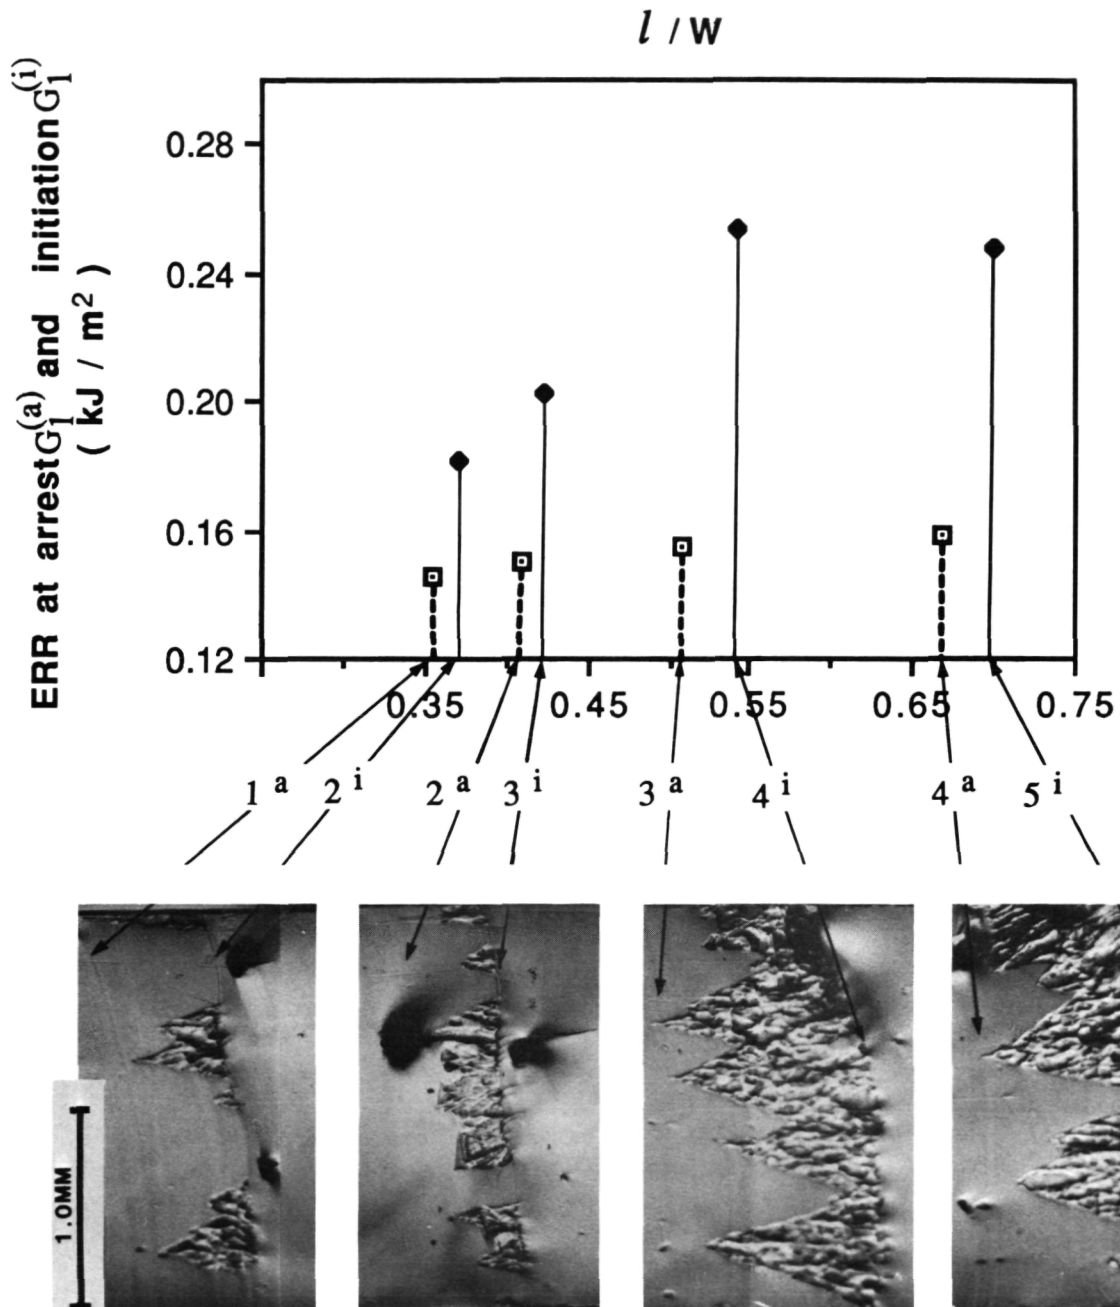 l / W
ERR at arrest G₁⁽ᵃ⁾ and initiation G₁⁽ⁱ⁾
( kJ / m² )
0.28
0.24
0.20
0.16
0.12
0.35 0.45 0.55 0.65 0.75
1 ᵃ 2 ⁱ 2 ᵃ 3 ⁱ 3 ᵃ 4 ⁱ 4 ᵃ 5 ⁱ
1.0MM